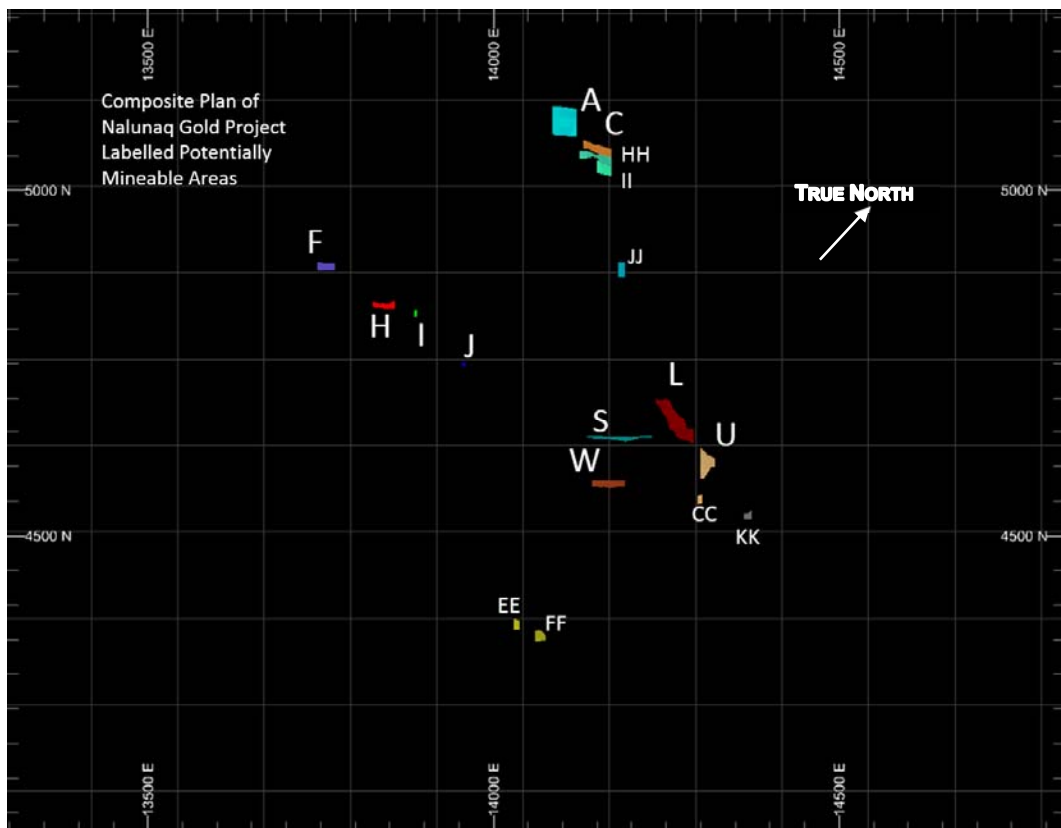 13500 E
14000 E
14500 E
Composite Plan of
Nalunaq Gold Project
Labelled Potentially
Mineable Areas
A
C
HH
II
5000 N
5000 N
TRUE NORTH
F
JJ
H
I
J
L
S
U
W
CC
KK
4500 N
4500 N
EE
FF
13500 E
14000 E
14500 E